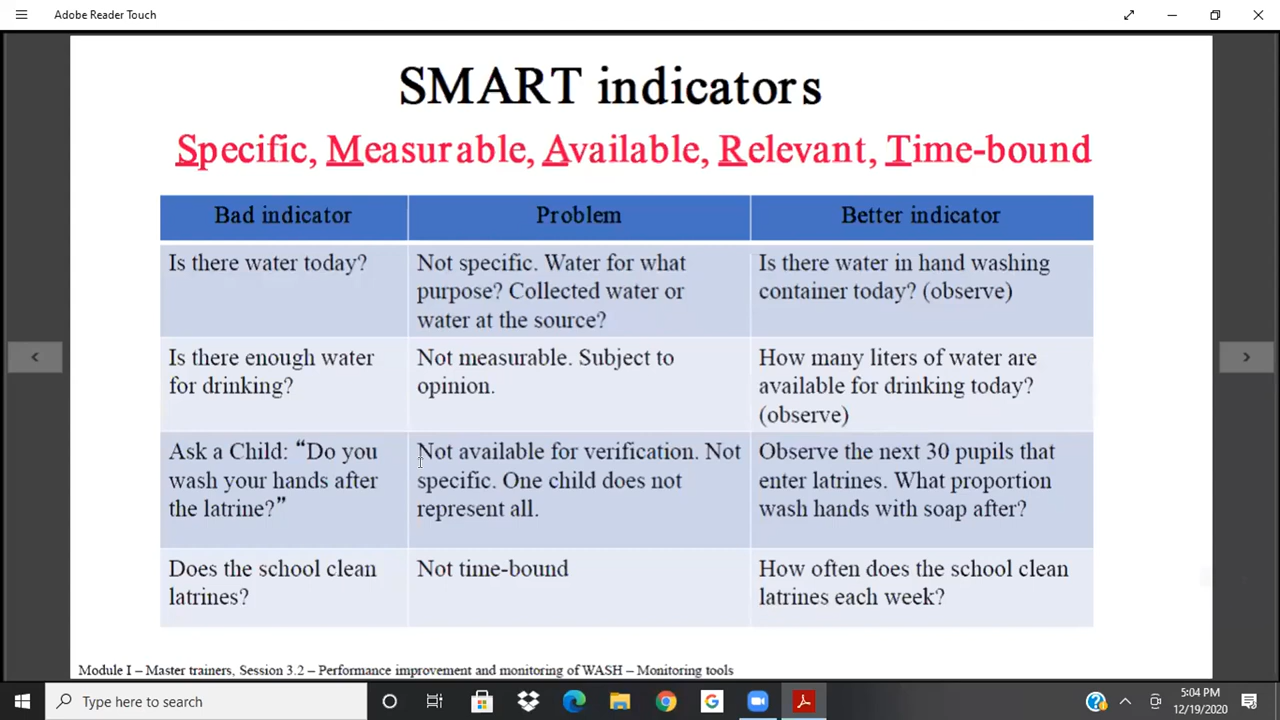 Adobe Reader Touch
SMART indicators
Specific, Measurable, Available, Relevant, Time-bound
Bad indicator
Problem
Better indicator
Is there water today?
Not specific. Water for what
purpose? Collected water or
water at the source?
Is there water in hand washing
container today? (observe)
Is there enough water
for drinking?
Not measurable. Subject to
opinion.
How many liters of water are
available for drinking today?
(observe)
Ask a Child: “Do you
wash your hands after
the latrine?”
Not available for verification. Not
specific. One child does not
represent all.
Observe the next 30 pupils that
enter latrines. What proportion
wash hands with soap after?
Does the school clean
latrines?
Not time-bound
How often does the school clean
latrines each week?
Module I – Master trainers, Session 3.2 – Performance improvement and monitoring of WASH – Monitoring tools
Type here to search
5:04 PM
12/19/2020